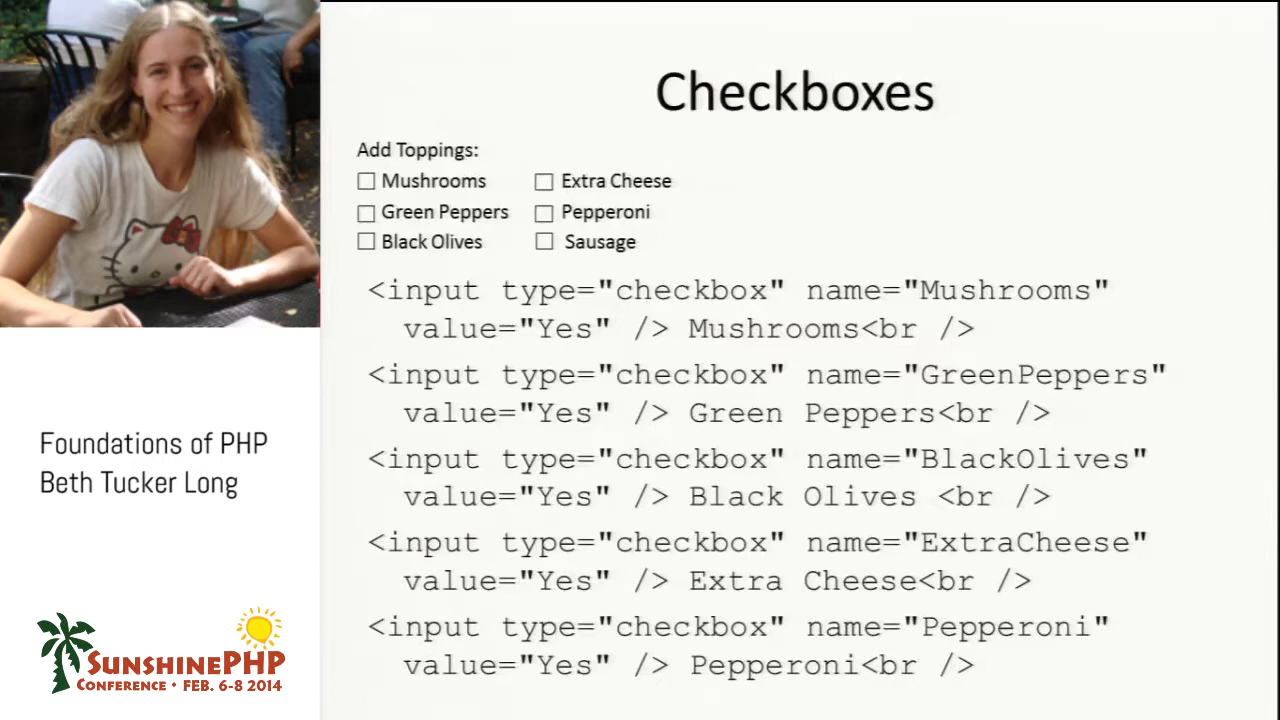 Checkboxes
Add Toppings:
Mushrooms Extra Cheese
Green Peppers Pepperoni
Black Olives Sausage
<input type="checkbox" name="Mushrooms"
value="Yes" /> Mushrooms<br />
<input type="checkbox" name="GreenPeppers"
value="Yes" /> Green Peppers<br />
<input type="checkbox" name="BlackOlives"
value="Yes" /> Black Olives <br />
<input type="checkbox" name="ExtraCheese"
value="Yes" /> Extra Cheese<br />
<input type="checkbox" name="Pepperoni"
value="Yes" /> Pepperoni<br />
Foundations of PHP
Beth Tucker Long
SUNSHINEPHP
CONFERENCE • FEB. 6-8 2014